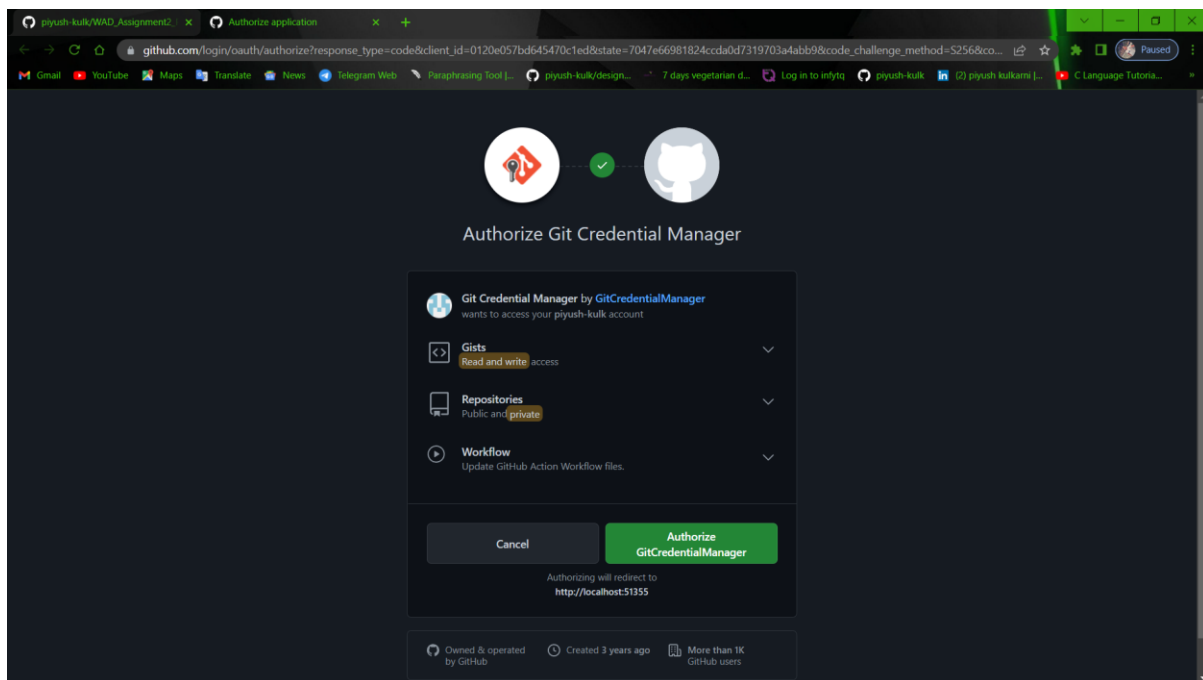 piyush-kulk/WAD_Assignment2_
Authorize application
github.com/login/oauth/authorize?response_type=code&client_id=0120e057bd645470c1ed&state=7047e66981824ccda0d7319703a4abb9&code_challenge_method=S256&co...
Paused
Gmail
YouTube
Maps
Translate
News
Telegram Web
Paraphrasing Tool |...
piyush-kulk/design...
7 days vegetarian d...
Log in to infytq
piyush-kulk
(2) piyush kulkarni |...
C Language Tutoria...
Authorize Git Credential Manager
Git Credential Manager by GitCredentialManager
wants to access your piyush-kulk account
Gists
Read and write access
Repositories
Public and private
Workflow
Update GitHub Action Workflow files.
Cancel
Authorize
GitCredentialManager
Authorizing will redirect to
http://localhost:51355
Owned & operated
by GitHub
Created 3 years ago
More than 1K
GitHub users